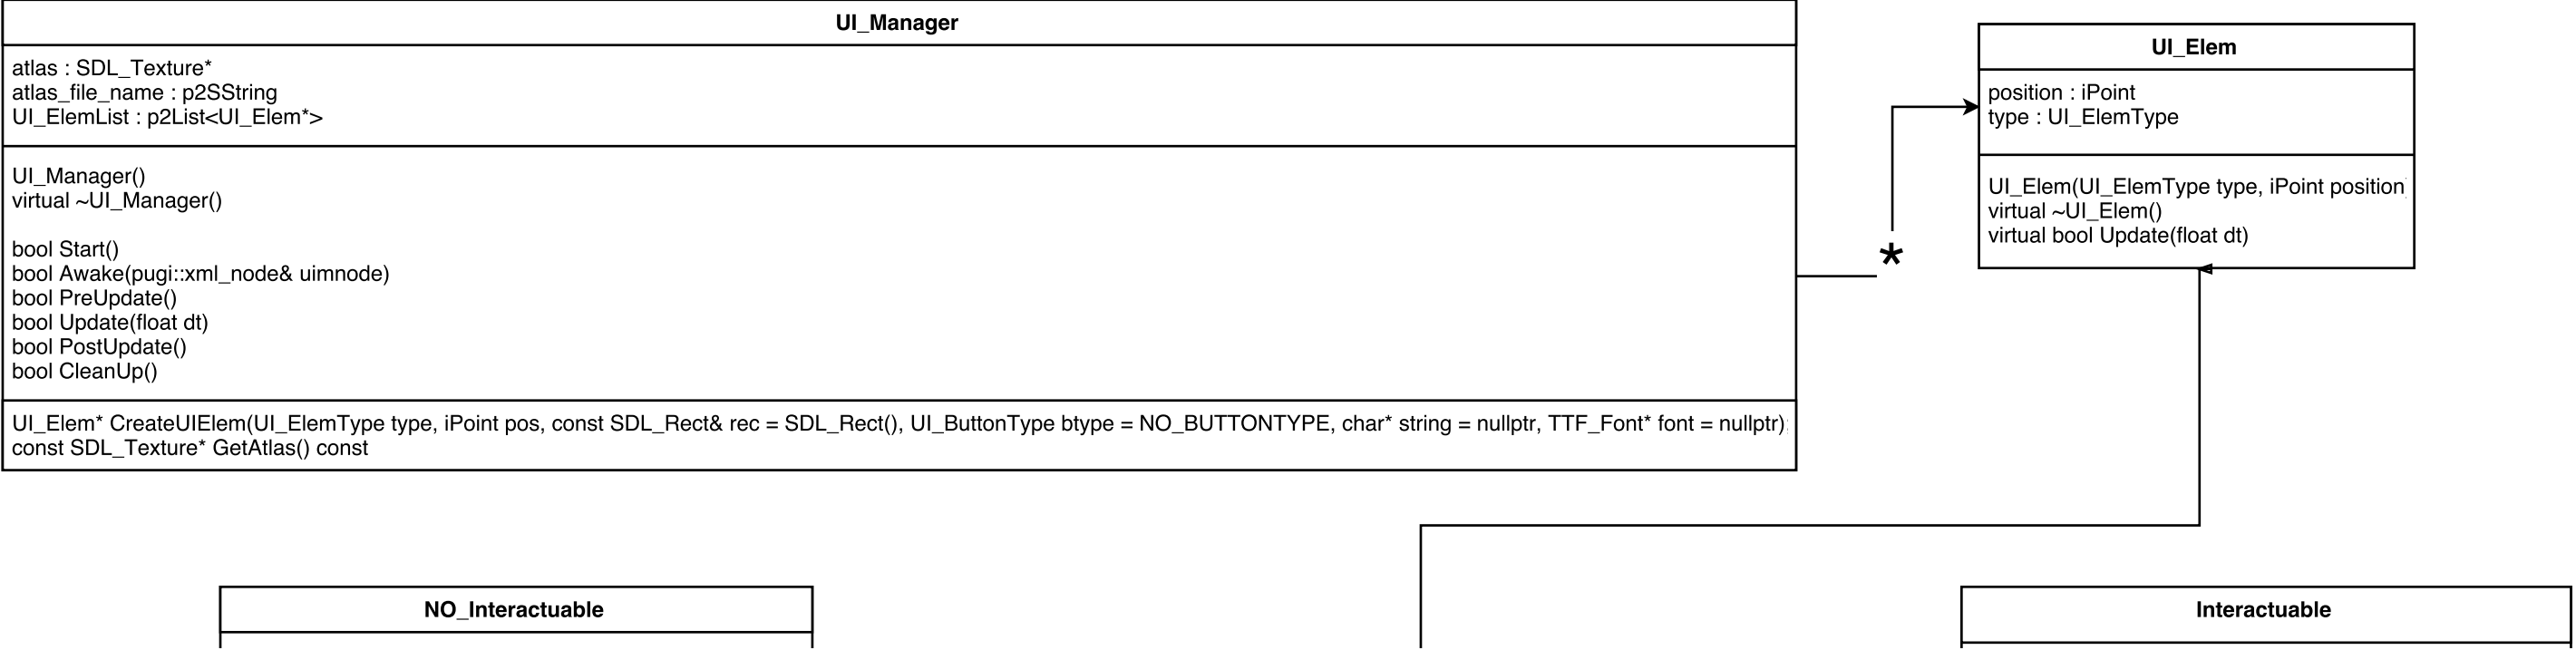 UI_Manager
atlas : SDL_Texture*
atlas_file_name : p2SString
UI_ElemList : p2List<UI_Elem*>
UI_Manager()
virtual ~UI_Manager()
bool Start()
bool Awake(pugi::xml_node& uimnode)
bool PreUpdate()
bool Update(float dt)
bool PostUpdate()
bool CleanUp()
UI_Elem* CreateUIElem(UI_ElemType type, iPoint pos, const SDL_Rect& rec = SDL_Rect(), UI_ButtonType btype = NO_BUTTONTYPE, char* string = nullptr, TTF_Font* font = nullptr);
const SDL_Texture* GetAtlas() const
*
UI_Elem
position : iPoint
type : UI_ElemType
UI_Elem(UI_ElemType type, iPoint position)
virtual ~UI_Elem()
virtual bool Update(float dt)
NO_Interactuable
Interactuable